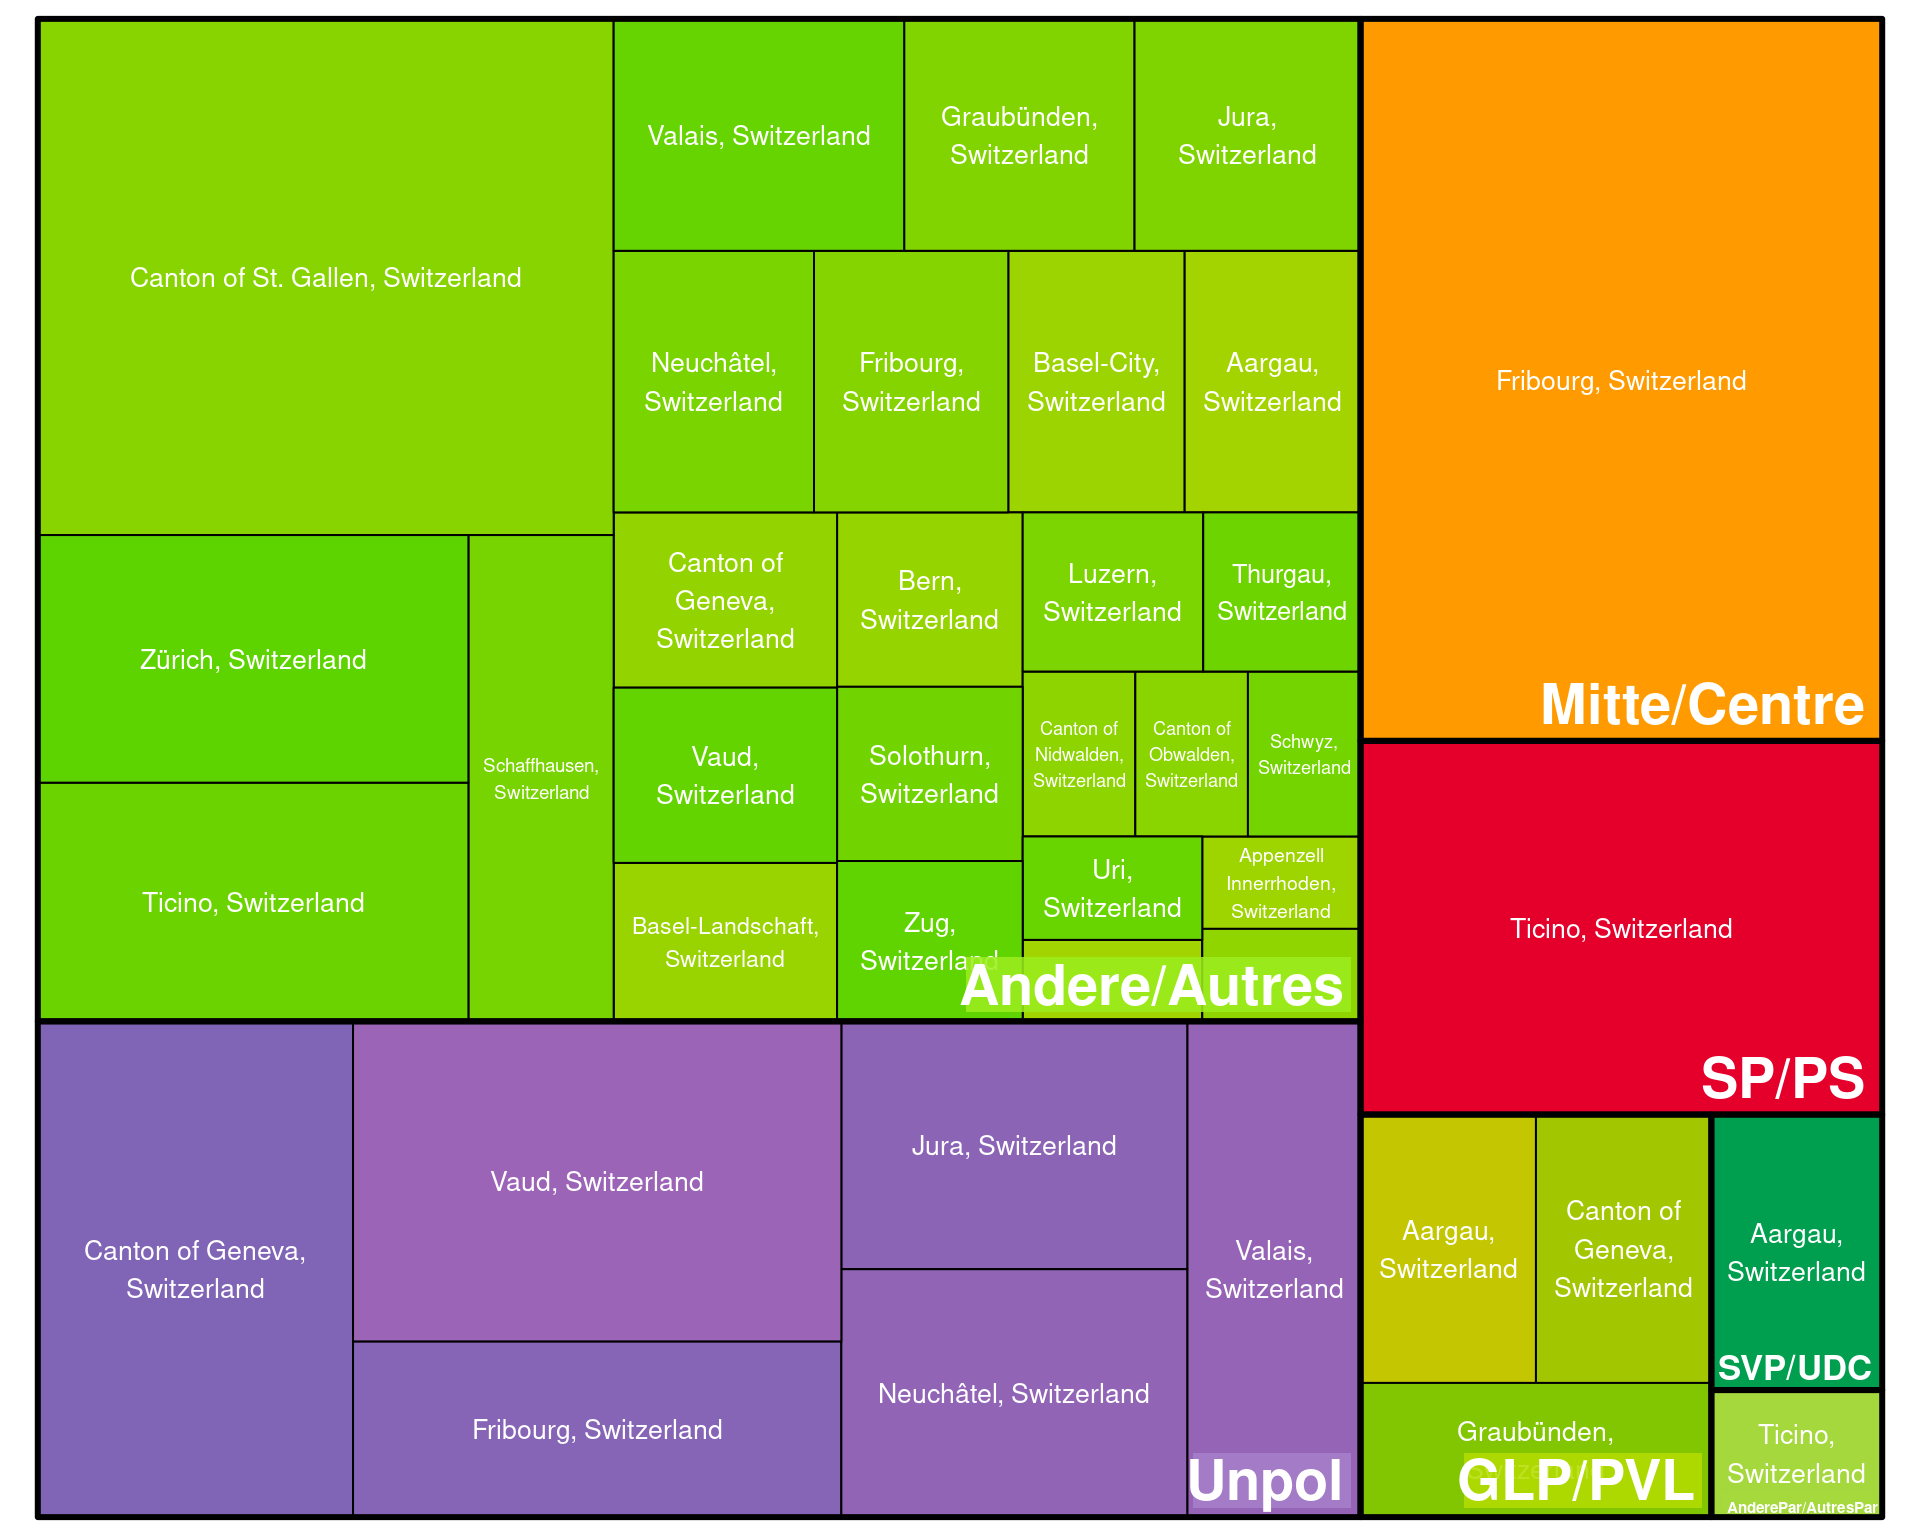 Canton of St. Gallen, Switzerland
Valais, Switzerland
Graubünden,
Switzerland
Jura,
Switzerland
Neuchâtel,
Switzerland
Fribourg,
Switzerland
Basel-City,
Switzerland
Aargau,
Switzerland
Zürich, Switzerland
Ticino, Switzerland
Schaffhausen,
Switzerland
Canton of
Geneva,
Switzerland
Bern,
Switzerland
Luzern,
Switzerland
Thurgau,
Switzerland
Vaud,
Switzerland
Solothurn,
Switzerland
Canton of
Nidwalden,
Switzerland
Canton of
Obwalden,
Switzerland
Schwyz,
Switzerland
Basel-Landschaft,
Switzerland
Zug,
Switzerland
Uri,
Switzerland
Appenzell
Innerrhoden,
Switzerland
Andere/Autres
Fribourg, Switzerland
Mitte/Centre
Ticino, Switzerland
SP/PS
Canton of Geneva,
Switzerland
Vaud, Switzerland
Fribourg, Switzerland
Jura, Switzerland
Neuchâtel, Switzerland
Valais,
Switzerland
Unpol
Aargau,
Switzerland
Canton of
Geneva,
Switzerland
Graubünden,
GLP/PVL
Aargau,
Switzerland
SVP/UDC
Ticino,
Switzerland
AnderePar/AutresPar